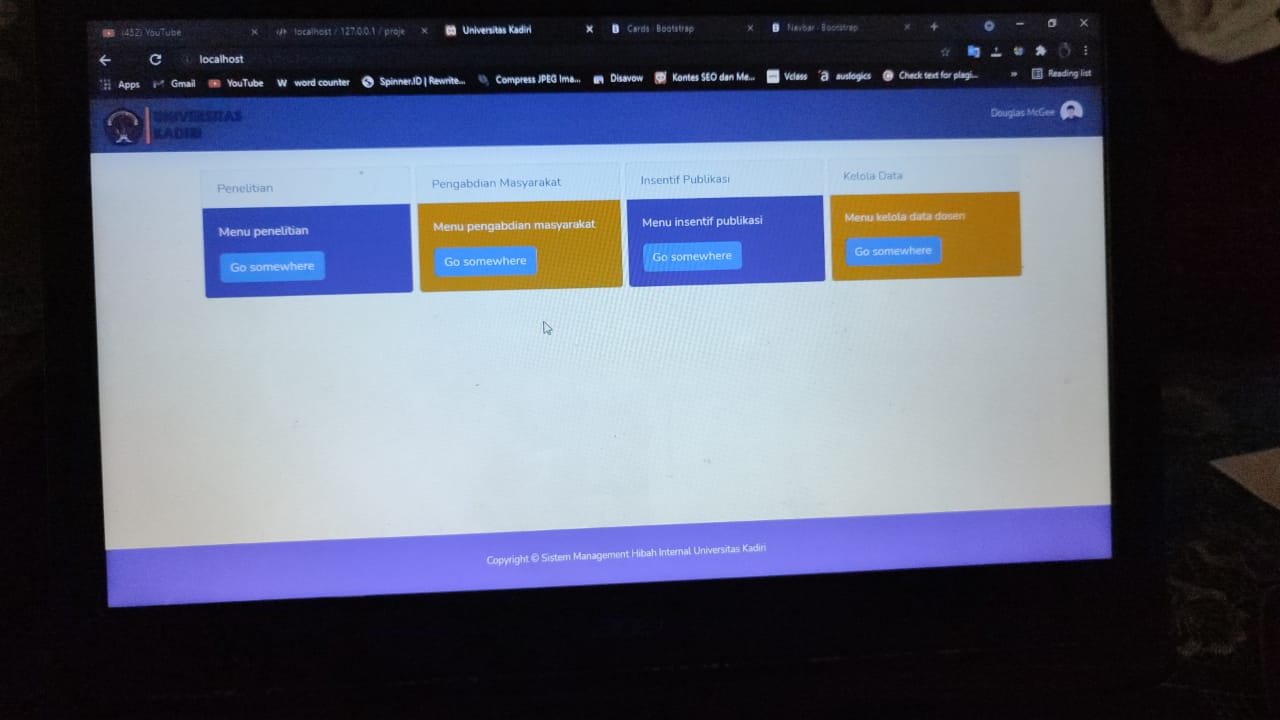 (452) YouTube
localhost / 127.0.0.1 / proje
Universitas Kadiri
Cards · Bootstrap
Navbar · Bootstrap
localhost
Apps
Gmail
YouTube
word counter
Spinner.ID | Rewrite...
Compress JPEG Ima...
Disavow
Kontes SEO dan Me...
Vclass
auslogics
Check text for plagi...
»
Reading list
UNIVERSITAS
KADIRI
Douglas McGee
Penelitian
Menu penelitian
Go somewhere
Pengabdian Masyarakat
Menu pengabdian masyarakat
Go somewhere
Insentif Publikasi
Menu insentif publikasi
Go somewhere
Kelola Data
Menu kelola data dosen
Go somewhere
Copyright © Sistem Management Hibah Internal Universitas Kadiri